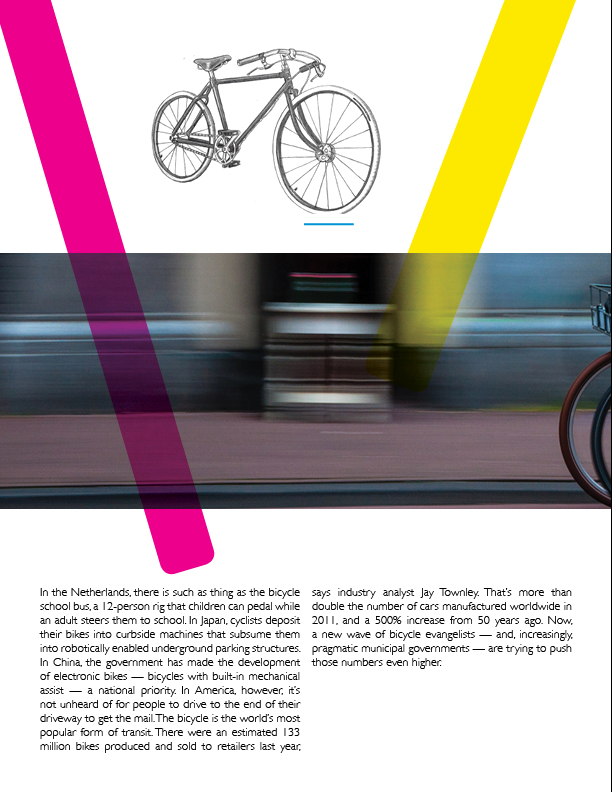 In the Netherlands, there is such as thing as the bicycle
school bus, a 12-person rig that children can pedal while
an adult steers them to school. In Japan, cyclists deposit
their bikes into curbside machines that subsume them
into robotically enabled underground parking structures.
In China, the government has made the development
of electronic bikes — bicycles with built-in mechanical
assist — a national priority. In America, however, it's
not unheard of for people to drive to the end of their
driveway to get the mail. The bicycle is the world's most
popular form of transit. There were an estimated 133
million bikes produced and sold to retailers last year,
says industry analyst Jay Townley. That's more than
double the number of cars manufactured worldwide in
2011, and a 500% increase from 50 years ago. Now,
a new wave of bicycle evangelists — and, increasingly,
pragmatic municipal governments — are trying to push
those numbers even higher.